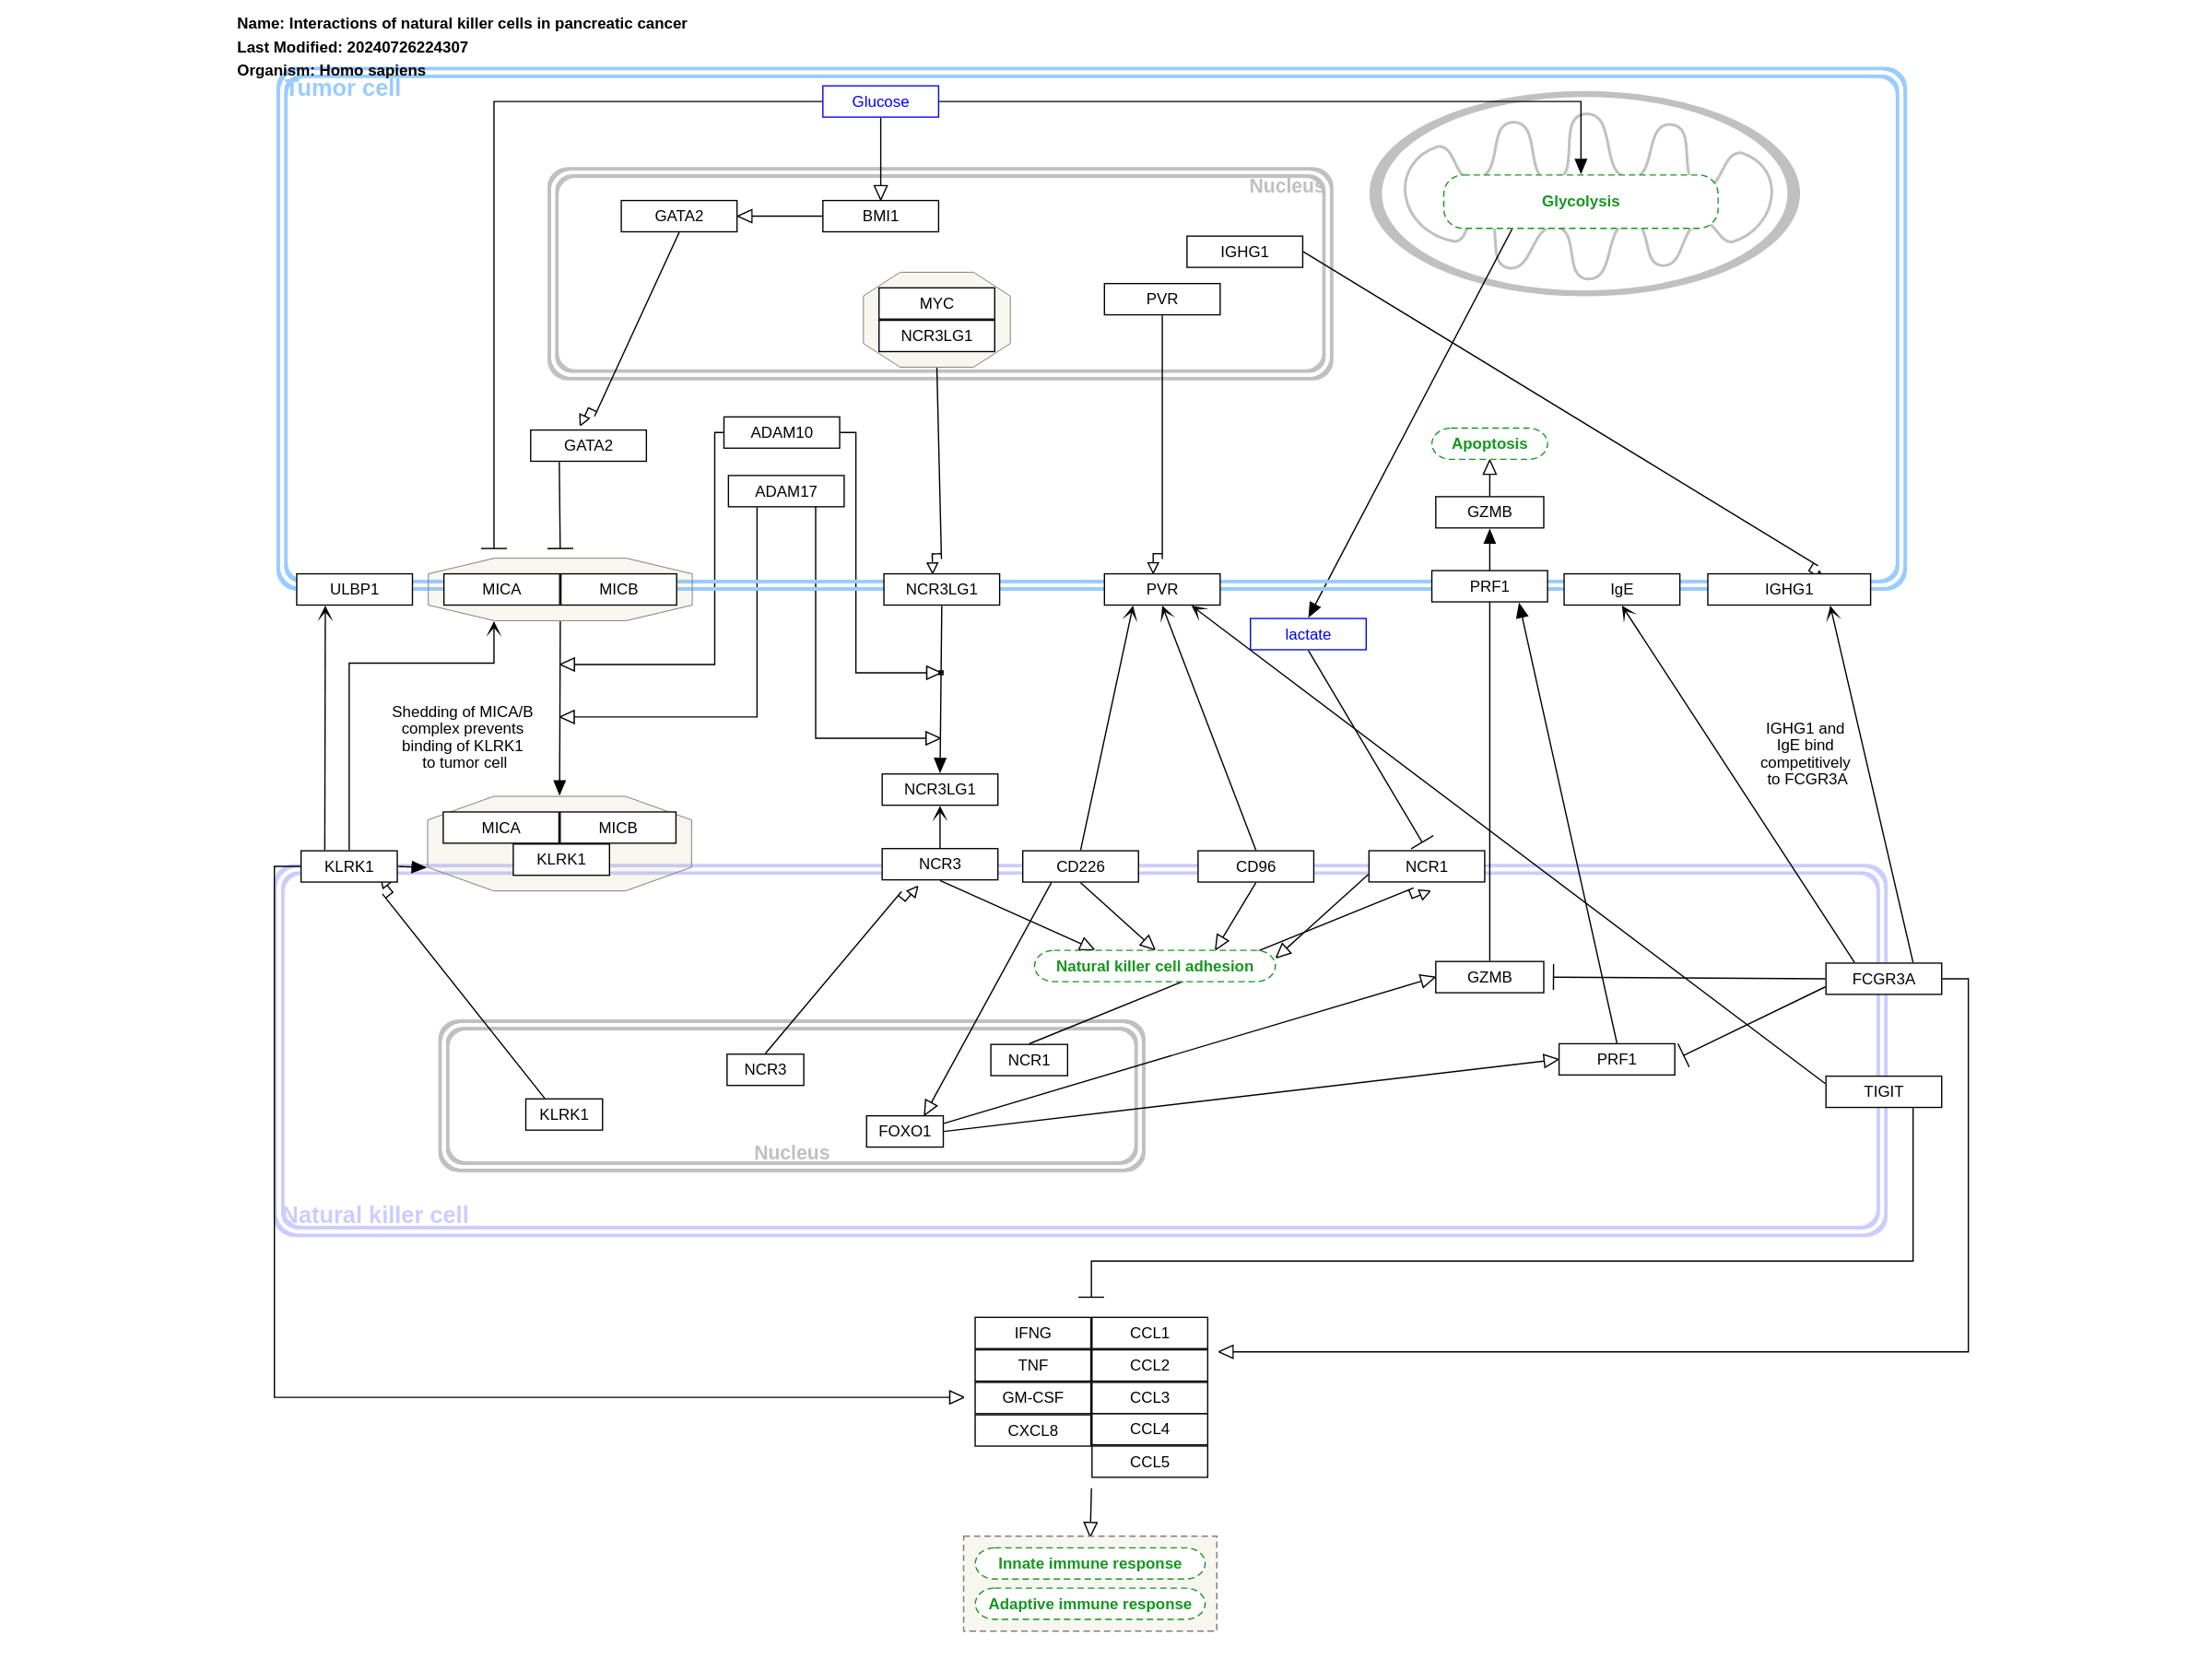 Name: Interactions of natural killer cells in pancreatic cancer
Last Modified: 20240726224307
Organism: Homo sapiens
Tumor cell
Glucose
Nucleus
Glycolysis
GATA2
BMI1
IGHG1
MYC
NCR3LG1
PVR
GATA2
ADAM10
ADAM17
Apoptosis
GZMB
ULBP1
MICA
MICB
NCR3LG1
PVR
PRF1
IgE
IGHG1
lactate
Shedding of MICA/B
complex prevents
binding of KLRK1
to tumor cell
IGHG1 and
IgE bind
competitively
to FCGR3A
NCR3LG1
MICA
MICB
KLRK1
KLRK1
NCR3
CD226
CD96
NCR1
Natural killer cell adhesion
GZMB
FCGR3A
NCR3
NCR1
PRF1
TIGIT
KLRK1
FOXO1
Nucleus
Natural killer cell
IFNG
CCL1
TNF
CCL2
GM-CSF
CCL3
CXCL8
CCL4
CCL5
Innate immune response
Adaptive immune response